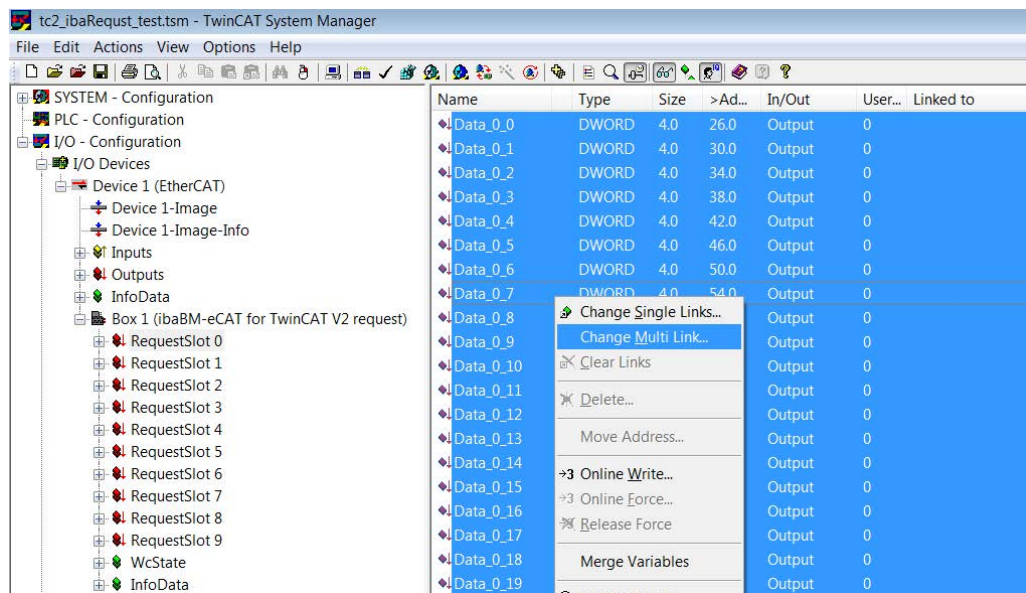 tc2_ibaRequst_test.tsm - TwinCAT System Manager
File Edit Actions View Options Help
SYSTEM - Configuration
PLC - Configuration
I/O - Configuration
I/O Devices
Device 1 (EtherCAT)
Device 1-Image
Device 1-Image-Info
Inputs
Outputs
InfoData
Box 1 (ibaBM-eCAT for TwinCAT V2 request)
RequestSlot 0
RequestSlot 1
RequestSlot 2
RequestSlot 3
RequestSlot 4
RequestSlot 5
RequestSlot 6
RequestSlot 7
RequestSlot 8
RequestSlot 9
WcState
InfoData
Name Type Size >Ad... In/Out User... Linked to
Data_0_0 DWORD 4.0 26.0 Output 0
Data_0_1 DWORD 4.0 30.0 Output 0
Data_0_2 DWORD 4.0 34.0 Output 0
Data_0_3 DWORD 4.0 38.0 Output 0
Data_0_4 DWORD 4.0 42.0 Output 0
Data_0_5 DWORD 4.0 46.0 Output 0
Data_0_6 DWORD 4.0 50.0 Output 0
Data_0_7 DWORD 4.0 54.0 Output 0
Data_0_8 Output 0
Data_0_9 Output 0
Data_0_10 Output 0
Data_0_11 Output 0
Data_0_12 Output 0
Data_0_13 Output 0
Data_0_14 Output 0
Data_0_15 Output 0
Data_0_16 Output 0
Data_0_17 Output 0
Data_0_18 Output 0
Data_0_19 Output 0
Change Single Links...
Change Multi Link...
Clear Links
Delete...
Move Address...
→3 Online Write...
→3 Online Force...
Release Force
Merge Variables